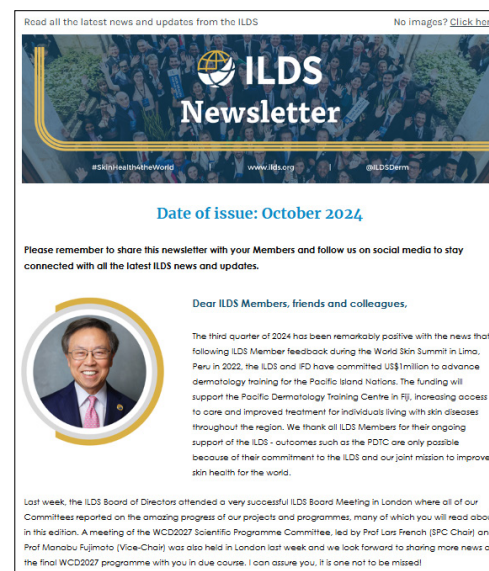 Read all the latest news and updates from the ILDS No images? Click here
ILDS
Newsletter
#SkinHealth4theWorld | www.ilds.org | @ILDSDerm
Date of issue: October 2024
Please remember to share this newsletter with your Members and follow us on social media to stay
connected with all the latest ILDS news and updates.
Dear ILDS Members, friends and colleagues,
The third quarter of 2024 has been remarkably positive with the news that
following ILDS Member feedback during the World Skin Summit in Lima,
Peru in 2022, the ILDS and IFD have committed US$1million to advance
dermatology training for the Pacific Island Nations. The funding will
support the Pacific Dermatology Training Centre in Fiji, increasing access
to care and improved treatment for individuals living with skin diseases
throughout the region. We thank all ILDS Members for their ongoing
support of the ILDS - outcomes such as the PDTC are only possible
because of their commitment to the ILDS and our joint mission to improve
skin health for the world.
Last week, the ILDS Board of Directors attended a very successful ILDS Board Meeting in London where all of our
Committees reported on the amazing progress of our projects and programmes, many of which you will read abou
in this edition. A meeting of the WCD2027 Scientific Programme Committee, led by Prof Lars French (SPC Chair) an
Prof Manabu Fujimoto (Vice-Chair) was also held in London last week and we look forward to sharing more news o
the final WCD2027 programme with you in due course. I can assure you, it is one not to be missed!